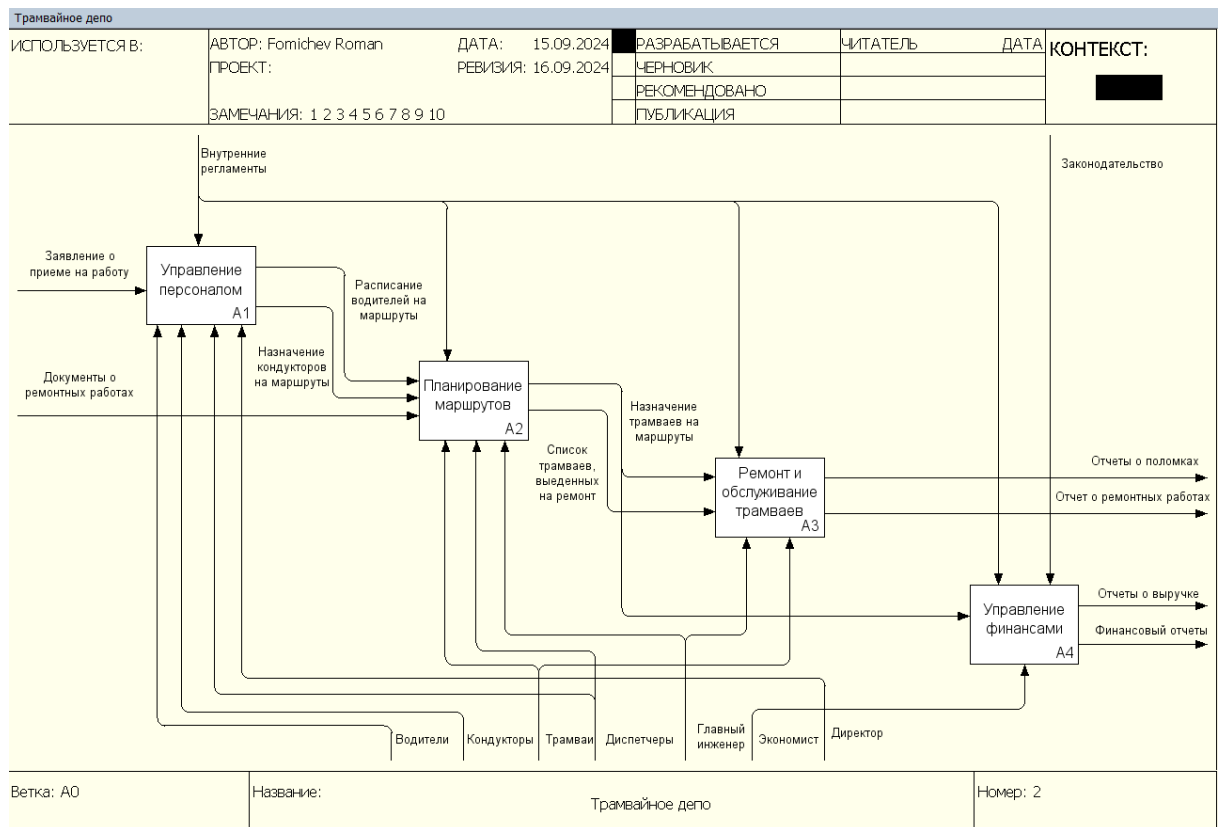 Трамвайное депо
ИСПОЛЬЗУЕТСЯ В:
АВТОР: Fomichev Roman
ДАТА: 15.09.2024
ПРОЕКТ:
РЕВИЗИЯ: 16.09.2024
ЗАМЕЧАНИЯ: 1 2 3 4 5 6 7 8 9 10
РАЗРАБАТЫВАЕТСЯ
ЧЕРНОВИК
РЕКОМЕНДОВАНО
ПУБЛИКАЦИЯ
ЧИТАТЕЛЬ
ДАТА
КОНТЕКСТ:
Внутренние
регламенты
Законодательство
Заявление о
приеме на работу
Управление
персоналом
A1
Расписание
водителей на
маршруты
Назначение
кондукторов
на маршруты
Документы о
ремонтных работах
Планирование
маршрутов
A2
Назначение
трамваев на
маршруты
Список
трамваев,
выеденных
на ремонт
Ремонт и
обслуживание
трамваев
A3
Отчеты о поломках
Отчет о ремонтных работах
Управление
финансами
A4
Отчеты о выручке
Финансовый отчеты
Водители
Кондукторы
Трамваи
Диспетчеры
Главный
инженер
Экономист
Директор
Ветка: A0
Название:
Трамвайное депо
Номер: 2